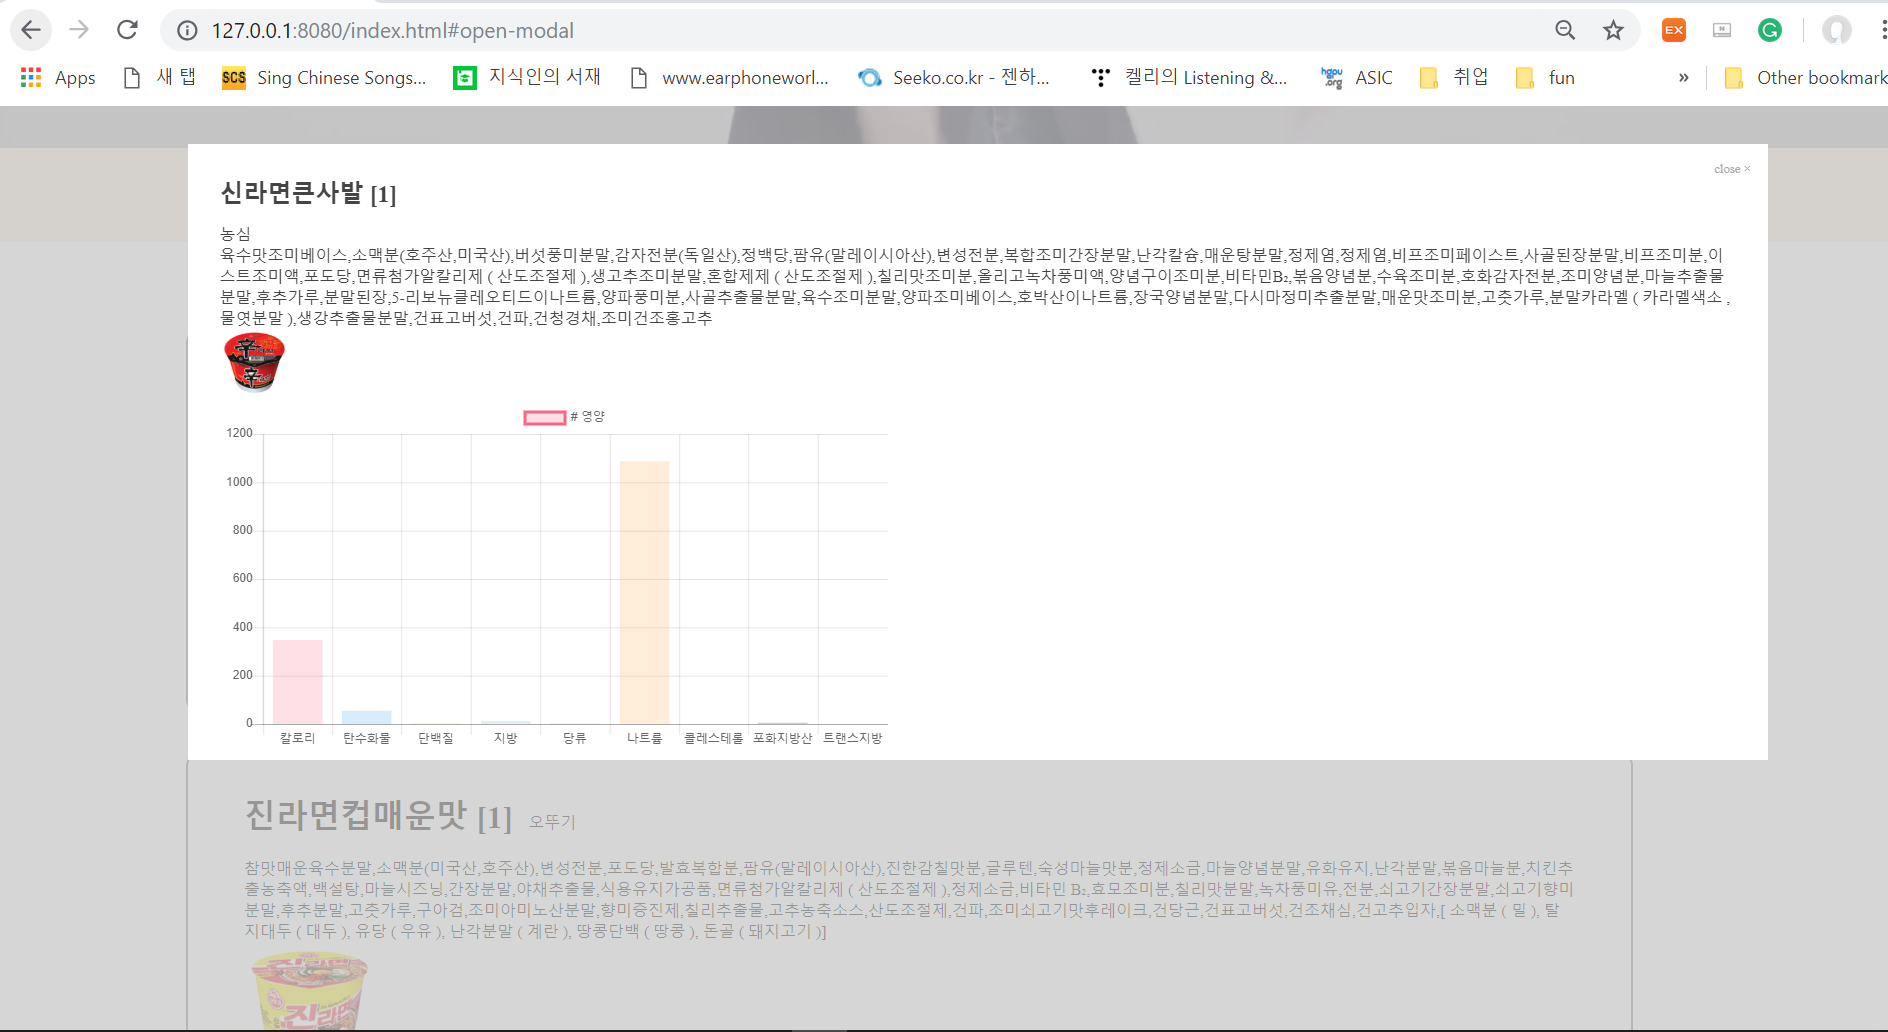 127.0.0.1:8080/index.html#open-modal
EX
Apps
새 탭
SCS
Sing Chinese Songs...
지식인의 서재
www.earphoneworl...
Seeko.co.kr - 젠하...
켈리의 Listening &...
hgpu.org
ASIC
취업
fun
»
Other bookmark
close ×
신라면큰사발 [1]
농심
육수맛조미베이스,소맥분(호주산,미국산),버섯풍미분말,감자전분(독일산),정백당,팜유(말레이시아산),변성전분,복합조미간장분말,난각칼슘,매운탕분말,정제염,정제염,비프조미페이스트,사골된장분말,비프조미분,이
스트조미액,포도당,면류첨가알칼리제 ( 산도조절제 ),생고추조미분말,혼합제제 ( 산도조절제 ),칠리맛조미분,올리고녹차풍미액,양념구이조미분,비타민B₂,볶음양념분,수육조미분,호화감자전분,조미양념분,마늘추출물
분말,후추가루,분말된장,5-리보뉴클레오티드이나트륨,양파풍미분,사골추출물분말,육수조미분말,양파조미베이스,호박산이나트륨,장국양념분말,다시마정미추출분말,매운맛조미분,고춧가루,분말카라멜 ( 카라멜색소 ,
물엿분말 ),생강추출물분말,건표고버섯,건파,건청경채,조미건조홍고추
辛
辛
# 영양
1200
1000
800
600
400
200
0
칼로리 탄수화물 단백질 지방 당류 나트륨 콜레스테롤 포화지방산 트랜스지방
진라면컵매운맛 [1] 오뚜기
참맛매운육수분말,소맥분(미국산,호주산),변성전분,포도당,발효복합분,팜유(말레이시아산),진한감칠맛분,글루텐,숙성마늘맛분,정제소금,마늘양념분말,유화유지,난각분말,볶음마늘분,치킨추
출농축액,백설탕,마늘시즈닝,간장분말,야채추출물,식용유지가공품,면류첨가알칼리제 ( 산도조절제 ),정제소금,비타민 B₂,효모조미분,칠리맛분말,녹차풍미유,전분,쇠고기간장분말,쇠고기향미
분말,후추분말,고춧가루,구아검,조미아미노산분말,향미증진제,칠리추출물,고추농축소스,산도조절제,건파,조미쇠고기맛후레이크,건당근,건표고버섯,건조채심,건고추입자,[ 소맥분 ( 밀 ), 탈
지대두 ( 대두 ), 유당 ( 우유 ), 난각분말 ( 계란 ), 땅콩단백 ( 땅콩 ), 돈골 ( 돼지고기 )]
진라면